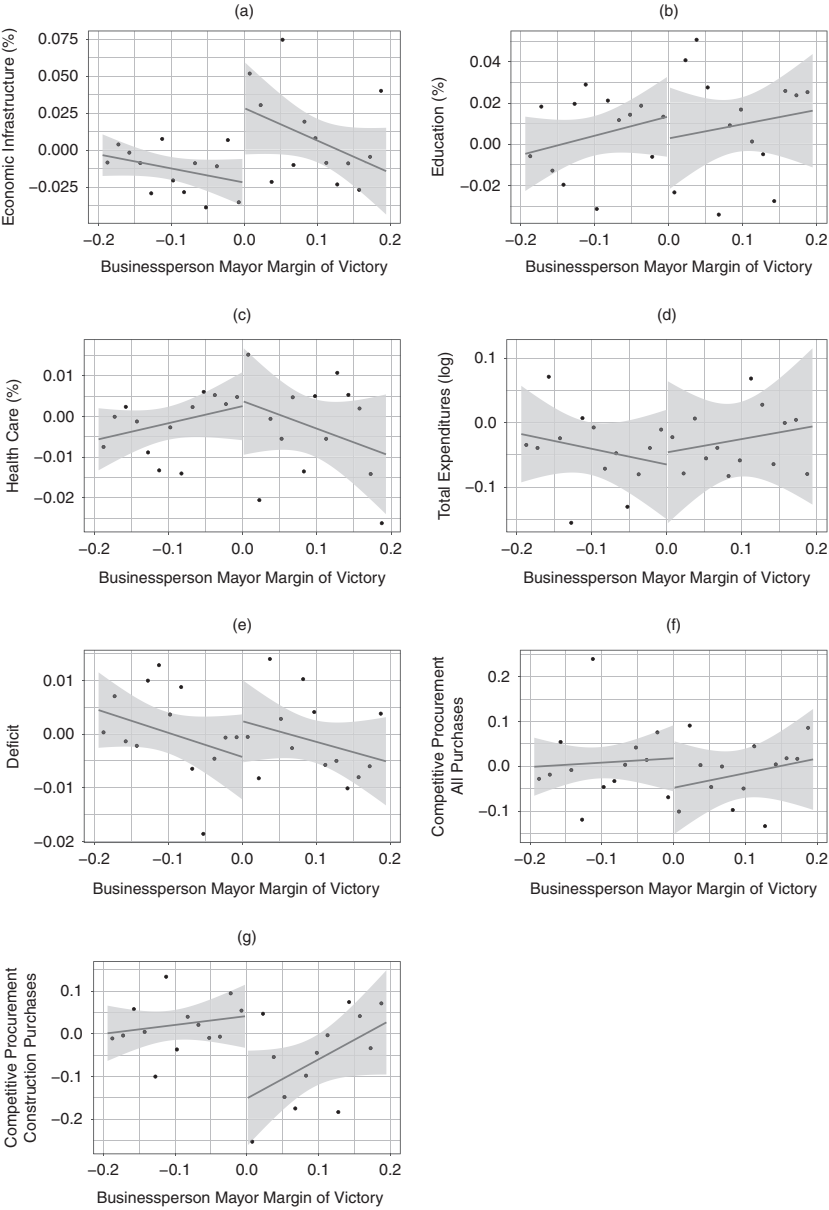 (a)
Economic Infrastructure (%)
0.075
0.050
0.025
0.000
−0.025
−0.2 −0.1 0.0 0.1 0.2
Businessperson Mayor Margin of Victory
(b)
Education (%)
0.04
0.02
0.00
−0.02
−0.2 −0.1 0.0 0.1 0.2
Businessperson Mayor Margin of Victory
(c)
Health Care (%)
0.01
0.00
−0.01
−0.02
−0.2 −0.1 0.0 0.1 0.2
Businessperson Mayor Margin of Victory
(d)
Total Expenditures (log)
0.1
0.0
−0.1
−0.2 −0.1 0.0 0.1 0.2
Businessperson Mayor Margin of Victory
(e)
Deficit
0.01
0.00
−0.01
−0.02
−0.2 −0.1 0.0 0.1 0.2
Businessperson Mayor Margin of Victory
(f)
Competitive Procurement
All Purchases
0.2
0.1
0.0
−0.1
−0.2 −0.1 0.0 0.1 0.2
Businessperson Mayor Margin of Victory
(g)
Competitive Procurement
Construction Purchases
0.1
0.0
−0.1
−0.2
−0.2 −0.1 0.0 0.1 0.2
Businessperson Mayor Margin of Victory